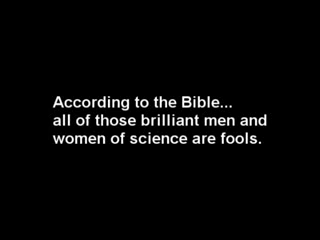 According to the Bible...
all of those brilliant men and
women of science are fools.